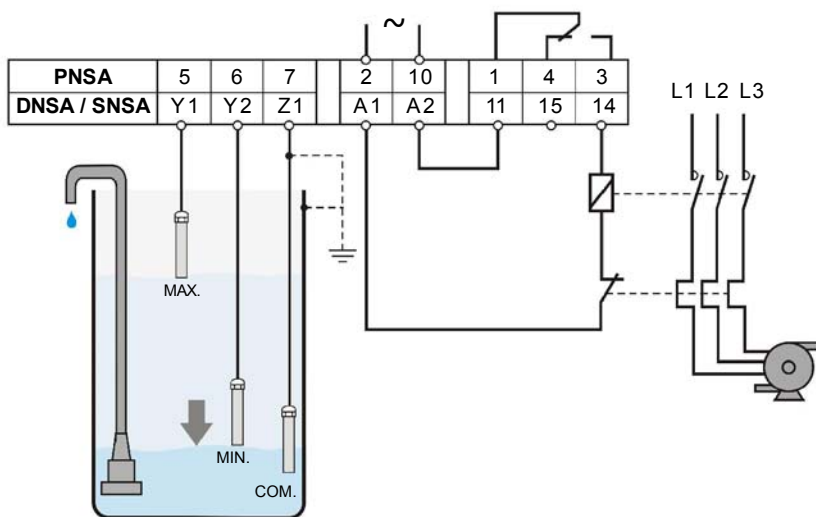 ~
PNSA 5 6 7 2 10 1 4 3
DNSA / SNSA Y1 Y2 Z1 A1 A2 11 15 14
L1 L2 L3
MAX.
MIN.
COM.